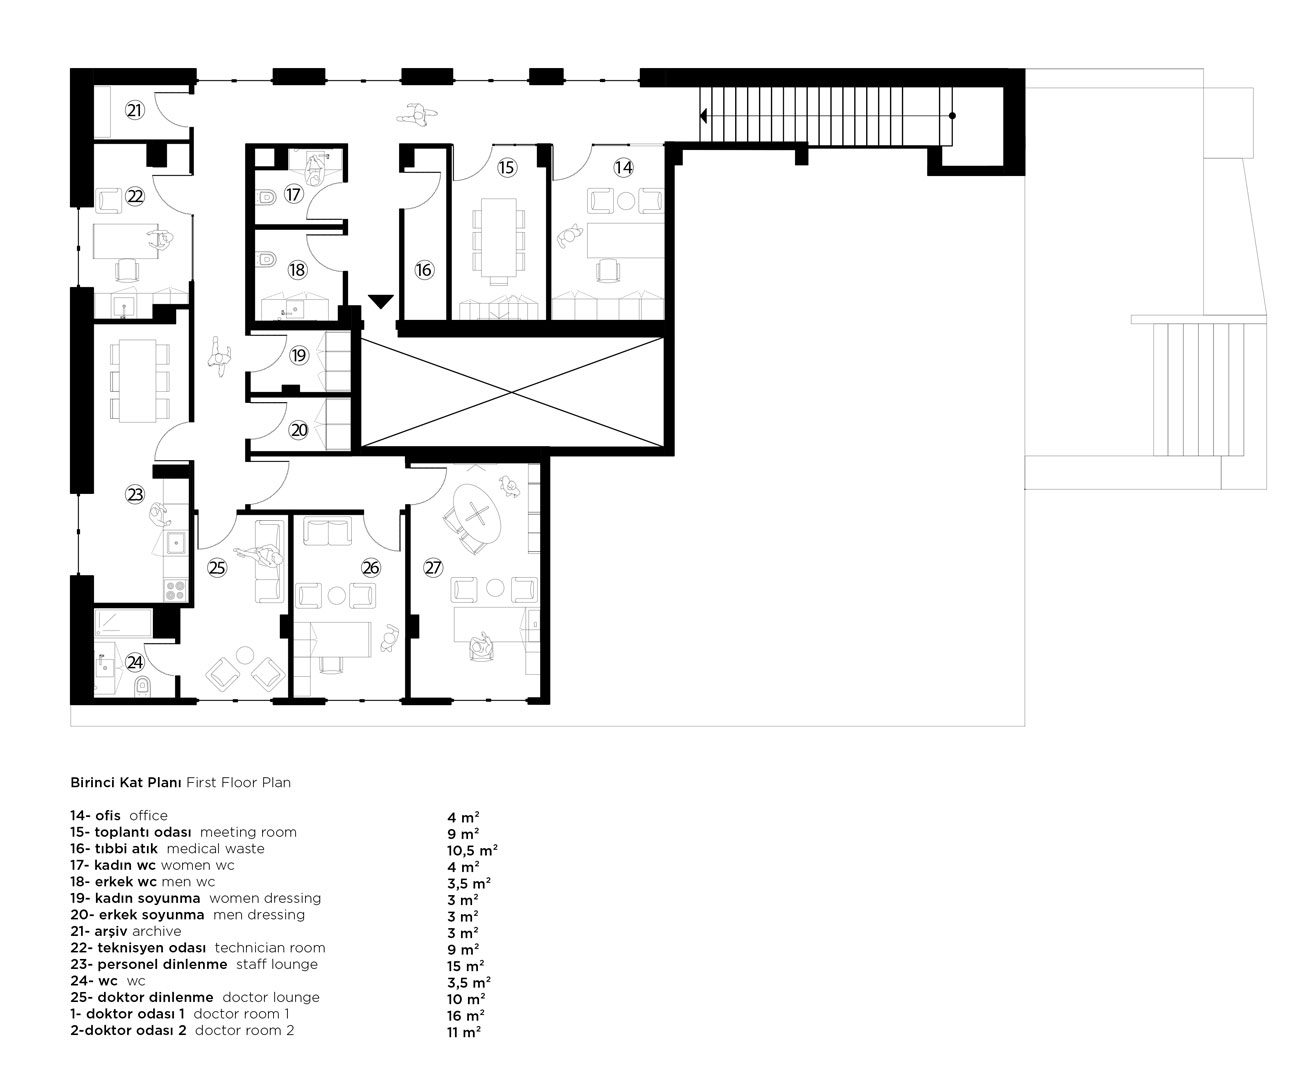 21
15
14
22
17
16
18
19
20
23
25
26
27
24
Birinci Kat Planı First Floor Plan
14- ofis office 4 m²
15- toplantı odası meeting room 9 m²
16- tıbbi atık medical waste 10,5 m²
17- kadın wc women wc 4 m²
18- erkek wc men wc 3,5 m²
19- kadın soyunma women dressing 3 m²
20- erkek soyunma men dressing 3 m²
21- arşiv archive 3 m²
22- teknisyen odası technician room 9 m²
23- personel dinlenme staff lounge 15 m²
24- wc wc 3,5 m²
25- doktor dinlenme doctor lounge 10 m²
1- doktor odası 1 doctor room 1 16 m²
2-doktor odası 2 doctor room 2 11 m²